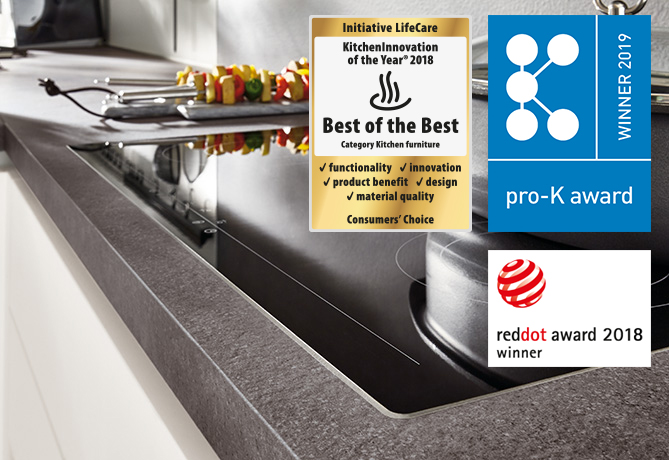 Initiative LifeCare
KitchenInnovation
of the Year® 2018
Best of the Best
Category Kitchen furniture
✓ functionality ✓ innovation
✓ product benefit ✓ design
✓ material quality
Consumers' Choice
WINNER 2019
pro-K award
reddot award 2018
winner